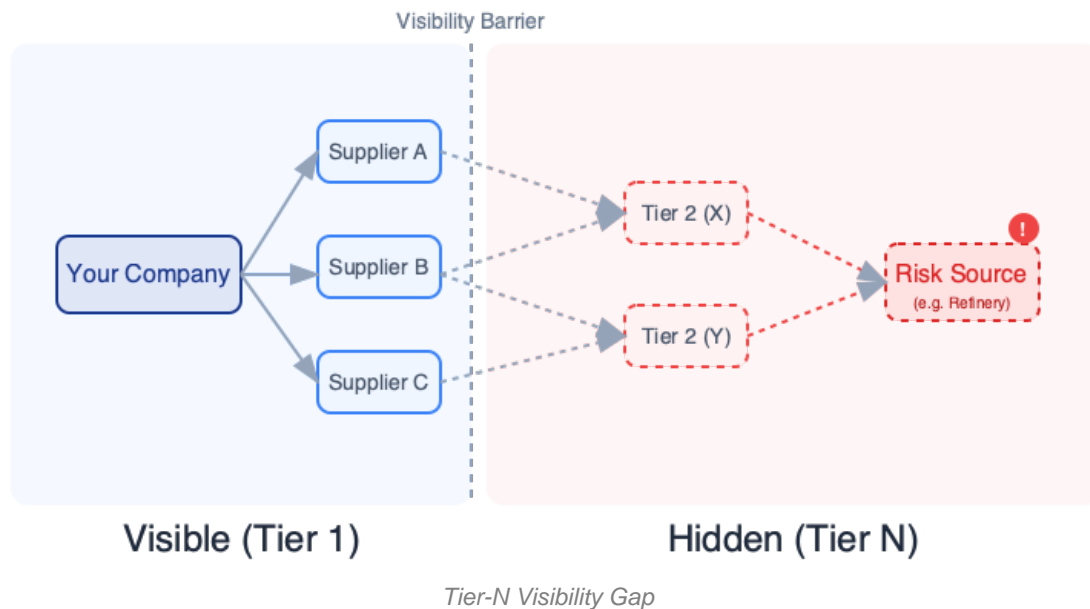 Visibility Barrier
Supplier A
Your Company
Supplier B
Supplier C
Tier 2 (X)
Tier 2 (Y)
!
Risk Source
(e.g. Refinery)
Visible (Tier 1)
Hidden (Tier N)
Tier-N Visibility Gap